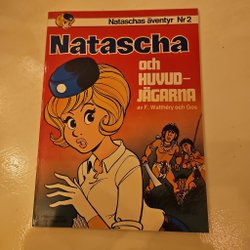 Nataschas äventyr Nr 2
Natascha
och
HUVUD-
JÄGARNA
av F. Walthéry och Gos